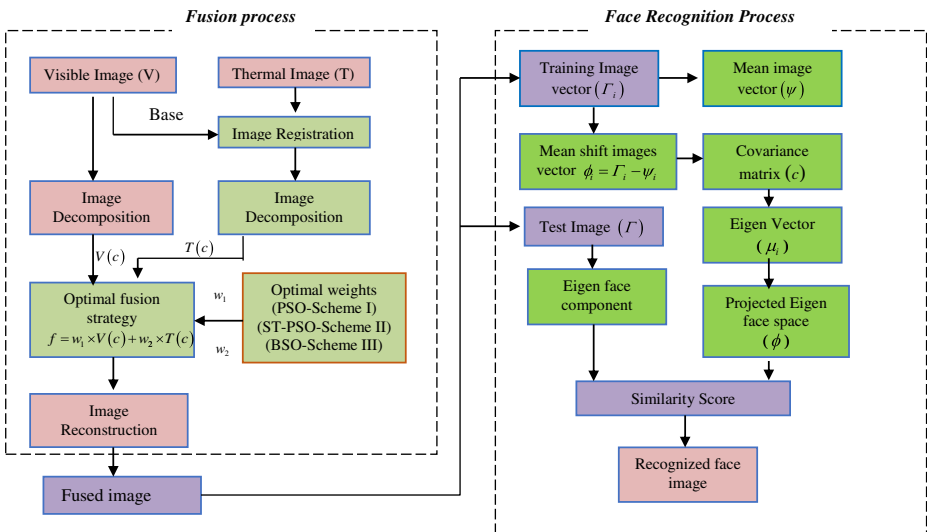 Fusion process
Visible Image (V)
Thermal Image (T)
Base
Image Registration
Image
Decomposition
Image
Decomposition
V(c)
T(c)
Optimal fusion
strategy
f = w₁ × V(c) + w₂ × T(c)
w₁
w₂
Optimal weights
(PSO-Scheme I)
(ST-PSO-Scheme II)
(BSO-Scheme III)
Image
Reconstruction
Fused image
Face Recognition Process
Training Image
vector (Γᵢ)
Mean image
vector (ψ)
Mean shift images
vector ϕᵢ = Γᵢ − ψᵢ
Covariance
matrix (c)
Test Image (Γ)
Eigen Vector
(μᵢ)
Eigen face
component
Projected Eigen
face space
(ϕ)
Similarity Score
Recognized face
image